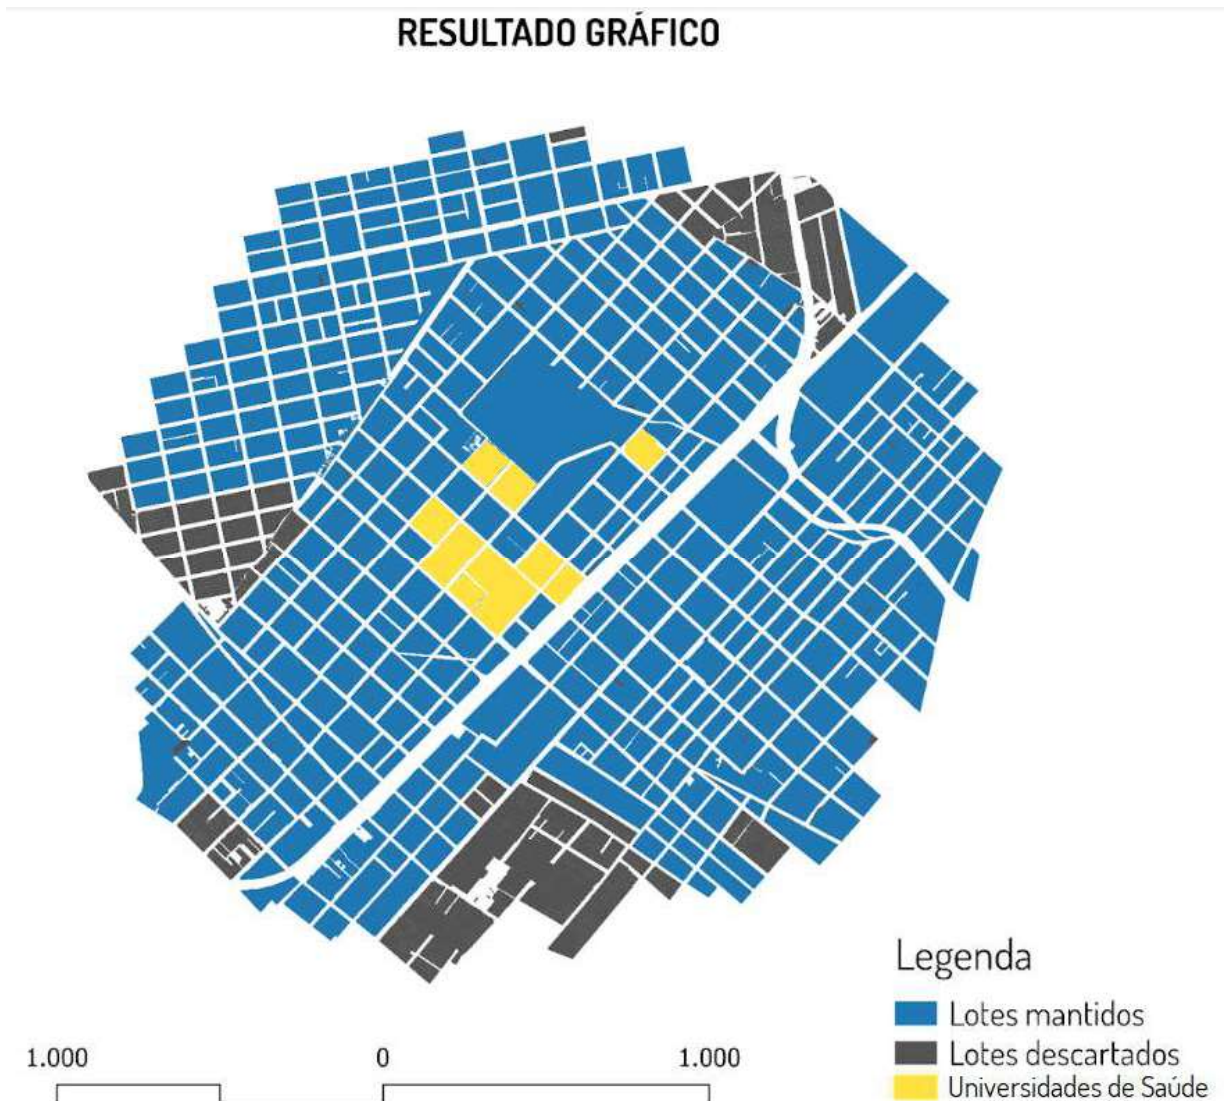 RESULTADO GRÁFICO
Legenda
Lotes mantidos
Lotes descartados
Universidades de Saúde
1.000 0 1.000